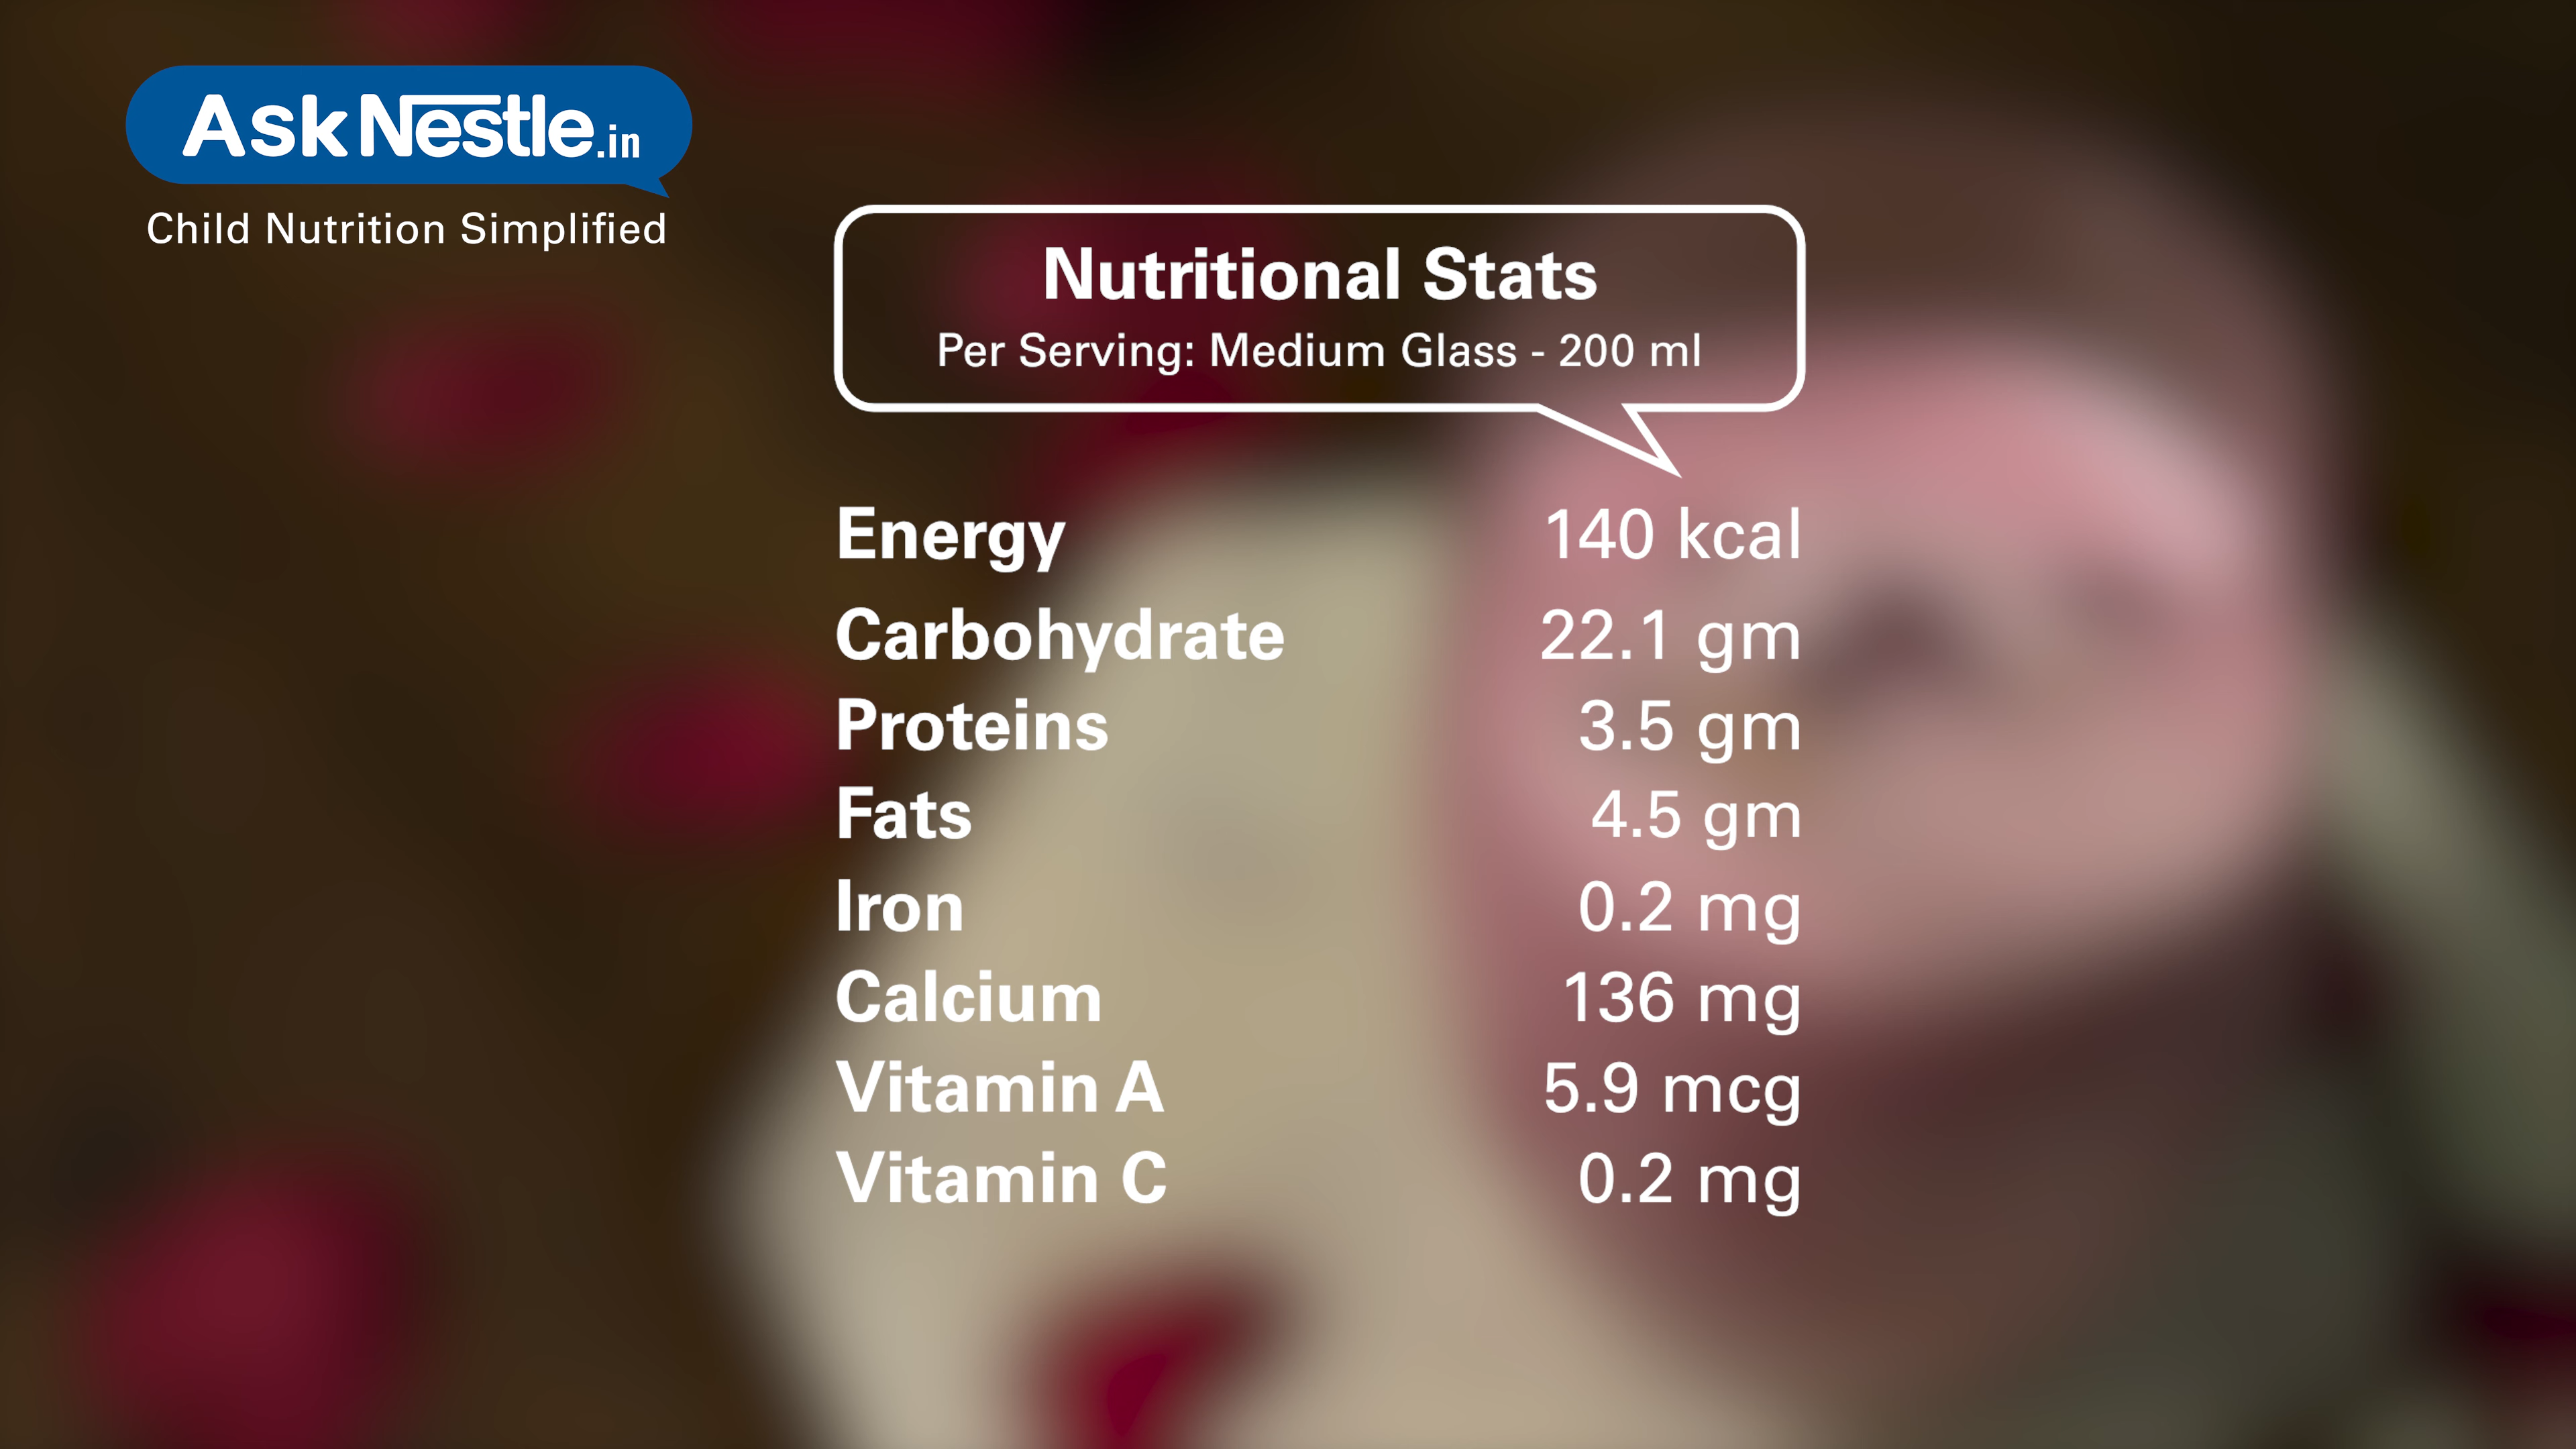 AskNestle.in
Child Nutrition Simplified
Nutritional Stats
Per Serving: Medium Glass - 200 ml
Energy 140 kcal
Carbohydrate 22.1 gm
Proteins 3.5 gm
Fats 4.5 gm
Iron 0.2 mg
Calcium 136 mg
Vitamin A 5.9 mcg
Vitamin C 0.2 mg